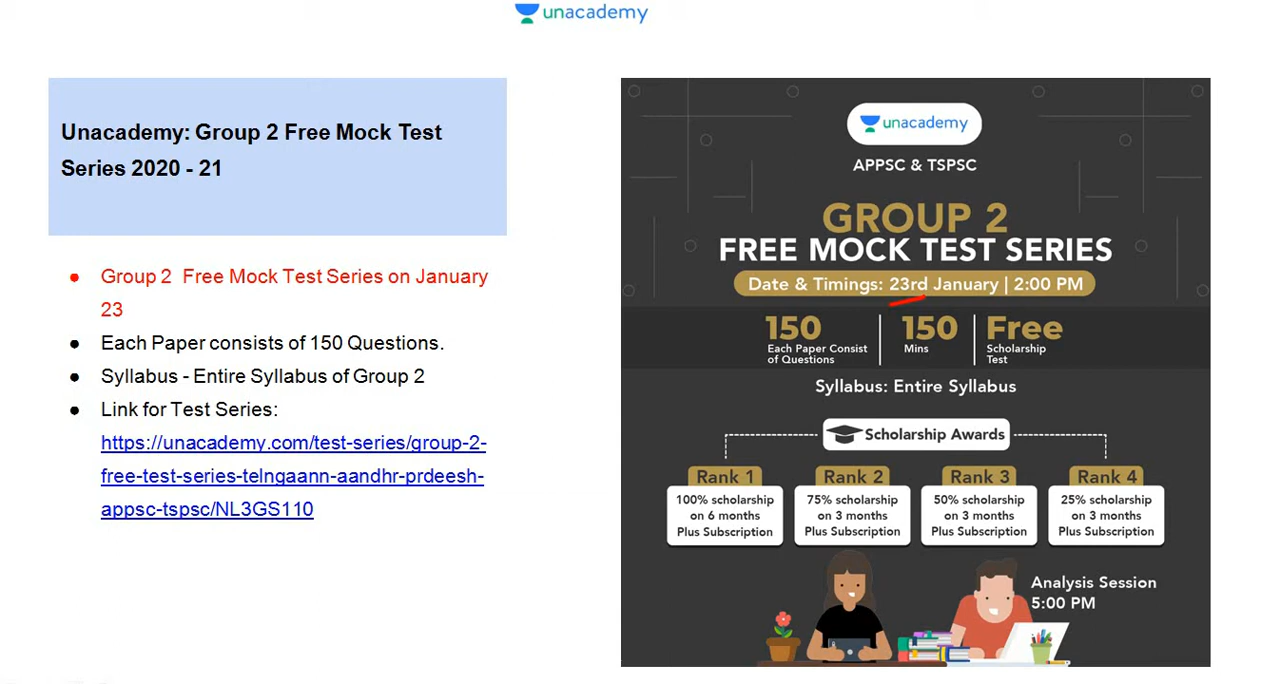 unacademy
Unacademy: Group 2 Free Mock Test
Series 2020 - 21
● Group 2 Free Mock Test Series on January
23
● Each Paper consists of 150 Questions.
● Syllabus - Entire Syllabus of Group 2
● Link for Test Series:
https://unacademy.com/test-series/group-2-
free-test-series-telngaann-aandhr-prdeesh-
appsc-tspsc/NL3GS110
unacademy
APPSC & TSPSC
GROUP 2
FREE MOCK TEST SERIES
Date & Timings: 23rd January | 2:00 PM
150
Each Paper Consist
of Questions
150
Mins
Free
Scholarship
Test
Syllabus: Entire Syllabus
Scholarship Awards
Rank 1
100% scholarship
on 6 months
Plus Subscription
Rank 2
75% scholarship
on 3 months
Plus Subscription
Rank 3
50% scholarship
on 3 months
Plus Subscription
Rank 4
25% scholarship
on 3 months
Plus Subscription
Analysis Session
5:00 PM